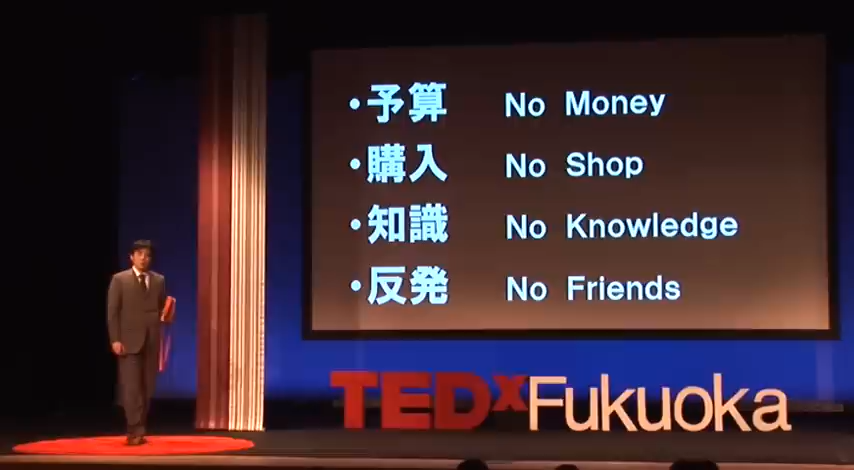 ・予算 No Money
・購入 No Shop
・知識 No Knowledge
・反発 No Friends
TEDxFukuoka